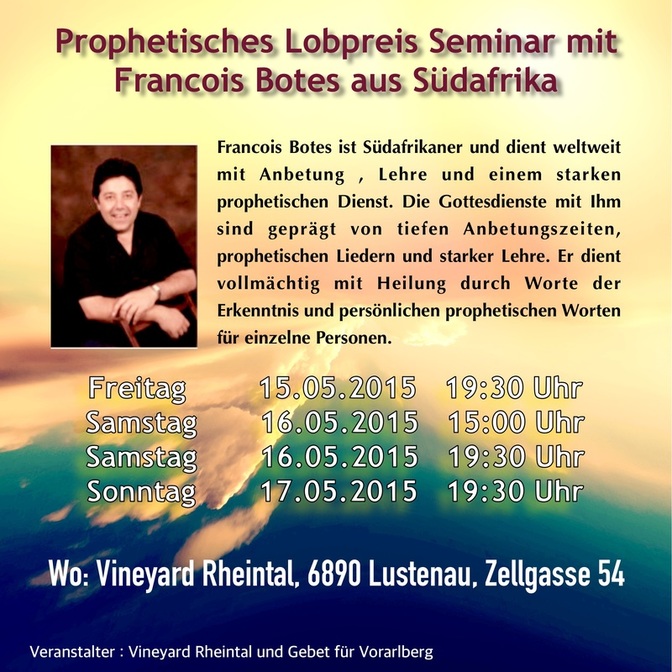 Prophetisches Lobpreis Seminar mit
Francois Botes aus Südafrika
Francois Botes ist Südafrikaner und dient weltweit
mit Anbetung , Lehre und einem starken
prophetischen Dienst. Die Gottesdienste mit Ihm
sind geprägt von tiefen Anbetungszeiten,
prophetischen Liedern und starker Lehre. Er dient
vollmächtig mit Heilung durch Worte der
Erkenntnis und persönlichen prophetischen Worten
für einzelne Personen.
Freitag 15.05.2015 19:30 Uhr
Samstag 16.05.2015 15:00 Uhr
Samstag 16.05.2015 19:30 Uhr
Sonntag 17.05.2015 19:30 Uhr
Wo: Vineyard Rheintal, 6890 Lustenau, Zellgasse 54
Veranstalter : Vineyard Rheintal und Gebet für Vorarlberg